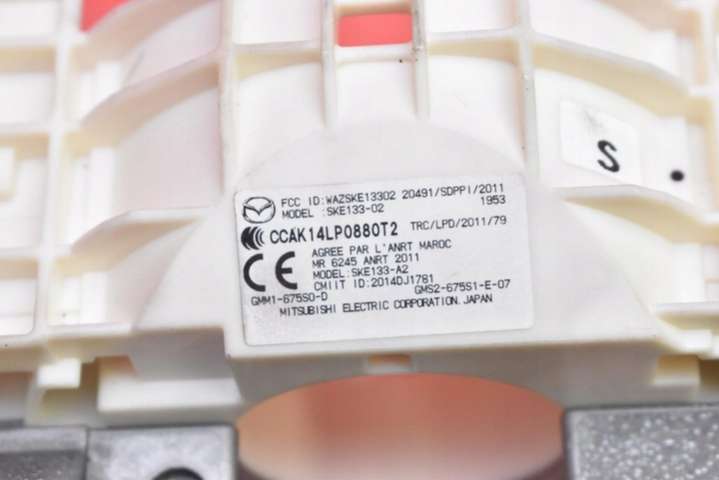 FCC ID:WAZSKE13302 20491/SDPPI/2011
MODEL :SKE133-02 1953
CCAK14LP0880T2 TRC/LPD/2011/79
AGREE PAR L'ANRT MAROC
MR 6245 ANRT 2011
CE
MODEL:SKE133-A2
CMIIT ID:2014DJ1781
GMM1-675S0-D GMS2-675S1-E-07
MITSUBISHI ELECTRIC CORPORATION. JAPAN
S.